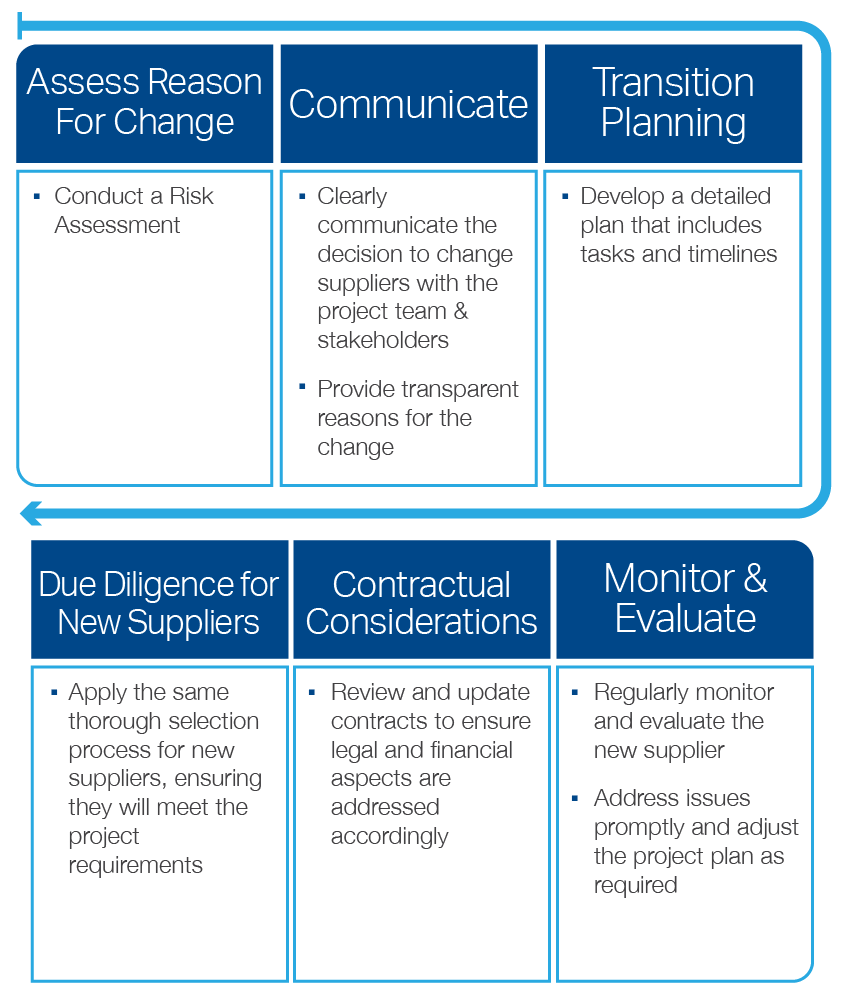 Assess Reason
For Change
Communicate
Transition
Planning
▪ Conduct a Risk
Assessment
▪ Clearly
communicate the
decision to change
suppliers with the
project team &
stakeholders
▪ Provide transparent
reasons for the
change
▪ Develop a detailed
plan that includes
tasks and timelines
Due Diligence for
New Suppliers
Contractual
Considerations
Monitor &
Evaluate
▪ Apply the same
thorough selection
process for new
suppliers, ensuring
they will meet the
project
requirements
▪ Review and update
contracts to ensure
legal and financial
aspects are
addressed
accordingly
▪ Regularly monitor
and evaluate the
new supplier
▪ Address issues
promptly and adjust
the project plan as
required